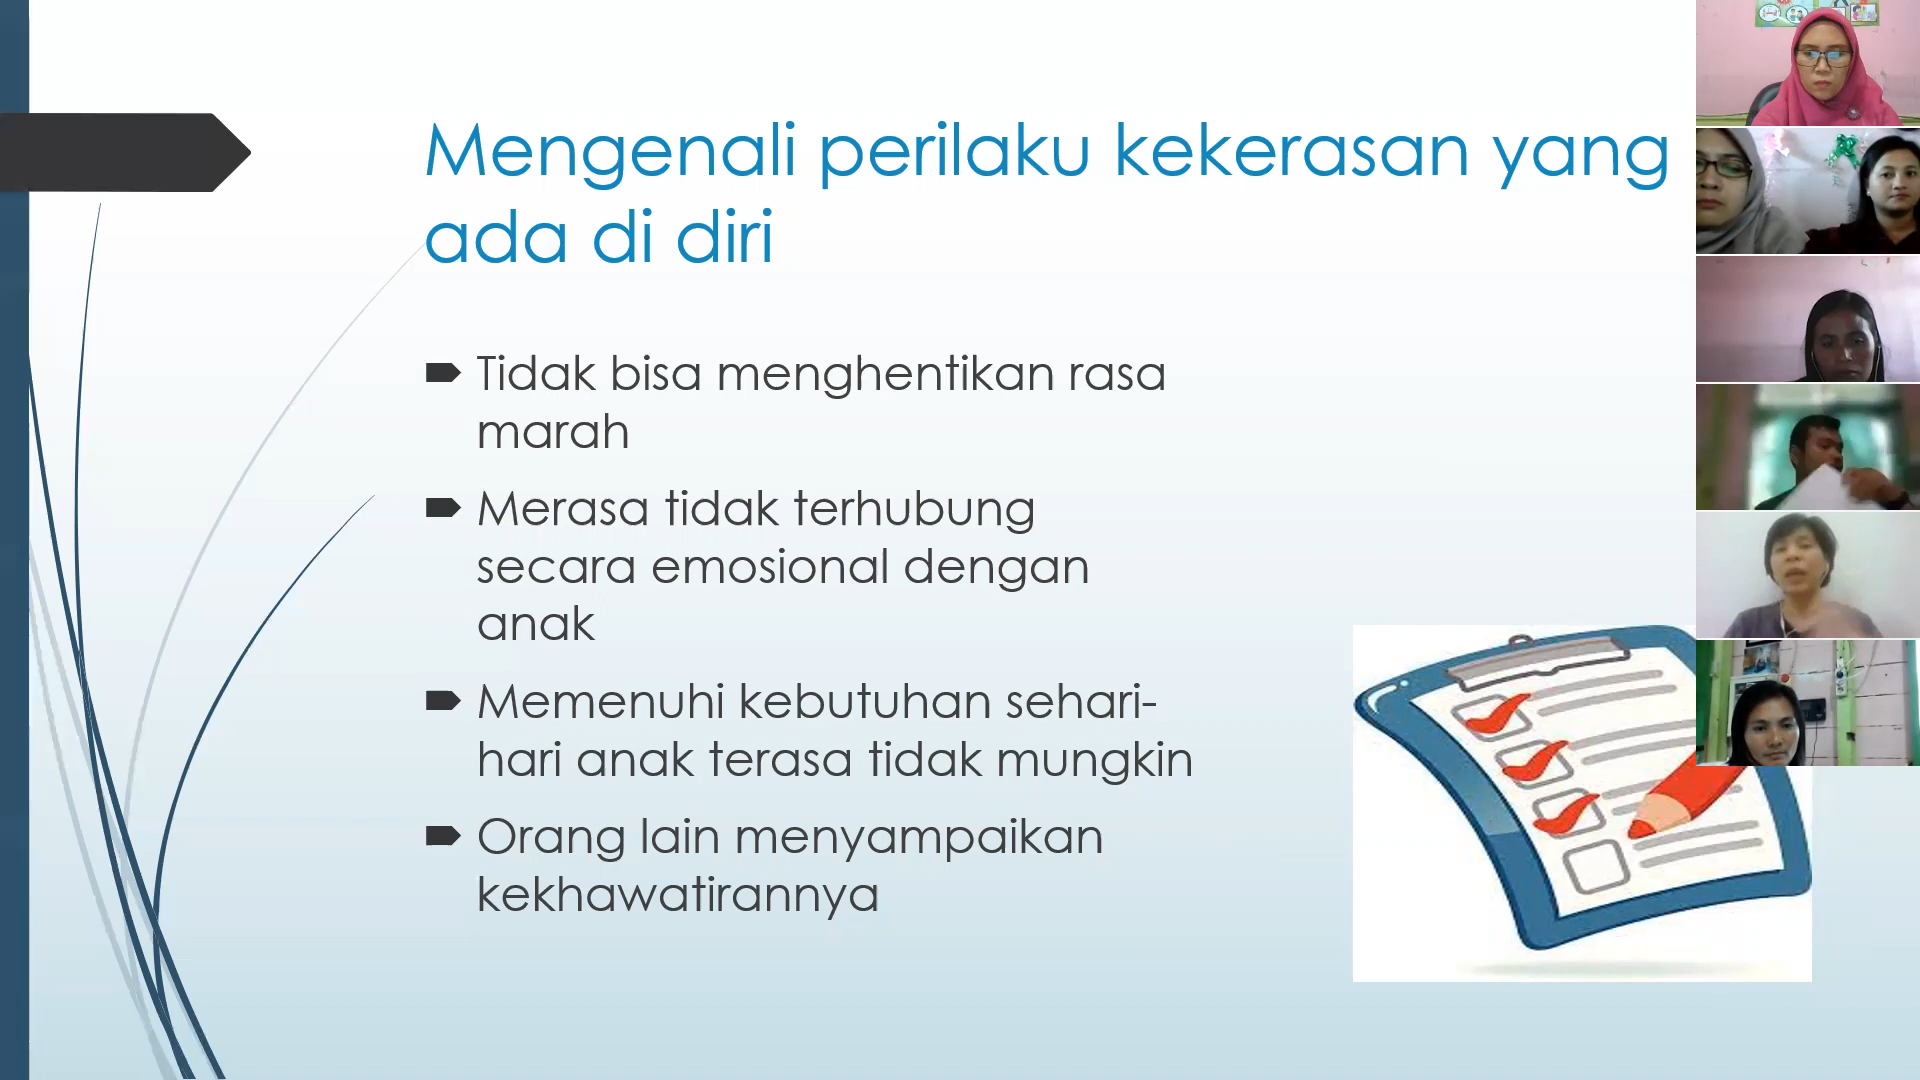 Mengenali perilaku kekerasan yang
ada di diri
Tidak bisa menghentikan rasa
marah
Merasa tidak terhubung
secara emosional dengan
anak
Memenuhi kebutuhan sehari-
hari anak terasa tidak mungkin
Orang lain menyampaikan
kekhawatirannya